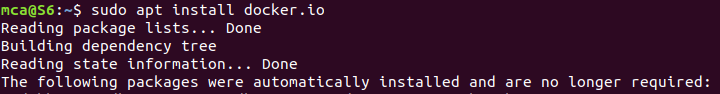 mca@S6:~$ sudo apt install docker.io
Reading package lists... Done
Building dependency tree
Reading state information... Done
The following packages were automatically installed and are no longer required: